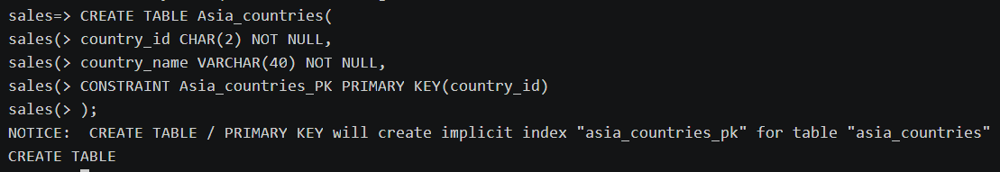 sales=> CREATE TABLE Asia_countries(
sales(> country_id CHAR(2) NOT NULL,
sales(> country_name VARCHAR(40) NOT NULL,
sales(> CONSTRAINT Asia_countries_PK PRIMARY KEY(country_id)
sales(> );
NOTICE:  CREATE TABLE / PRIMARY KEY will create implicit index "asia_countries_pk" for table "asia_countries"
CREATE TABLE